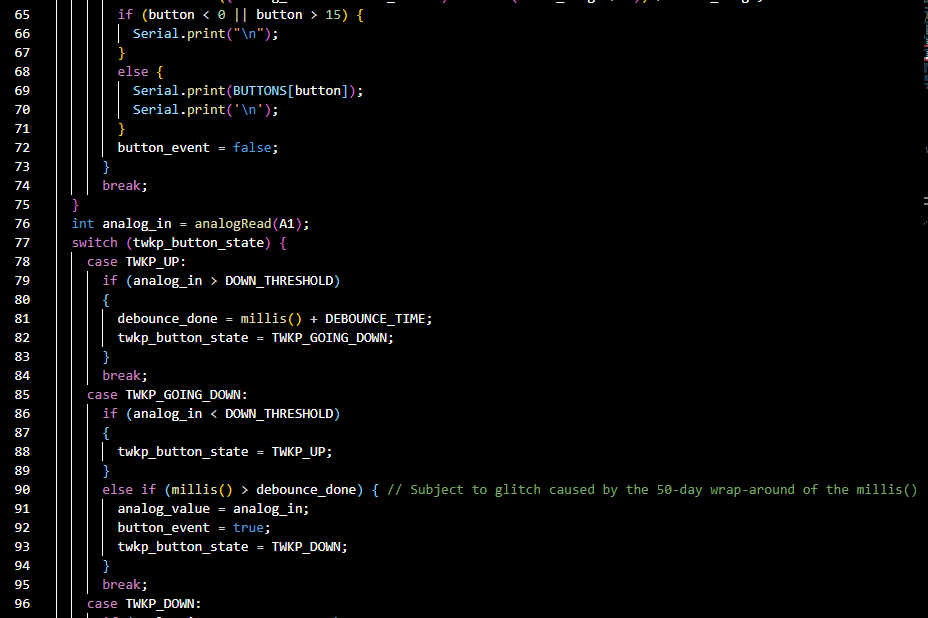 65 if (button < 0 || button > 15) {
66 Serial.print("\n");
67 }
68 else {
69 Serial.print(BUTTONS[button]);
70 Serial.print('\n');
71 }
72 button_event = false;
73 }
74 break;
75 }
76 int analog_in = analogRead(A1);
77 switch (twkp_button_state) {
78 case TWKP_UP:
79 if (analog_in > DOWN_THRESHOLD)
80 {
81 debounce_done = millis() + DEBOUNCE_TIME;
82 twkp_button_state = TWKP_GOING_DOWN;
83 }
84 break;
85 case TWKP_GOING_DOWN:
86 if (analog_in < DOWN_THRESHOLD)
87 {
88 twkp_button_state = TWKP_UP;
89 }
90 else if (millis() > debounce_done) { // Subject to glitch caused by the 50-day wrap-around of the millis()
91 analog_value = analog_in;
92 button_event = true;
93 twkp_button_state = TWKP_DOWN;
94 }
95 break;
96 case TWKP_DOWN: